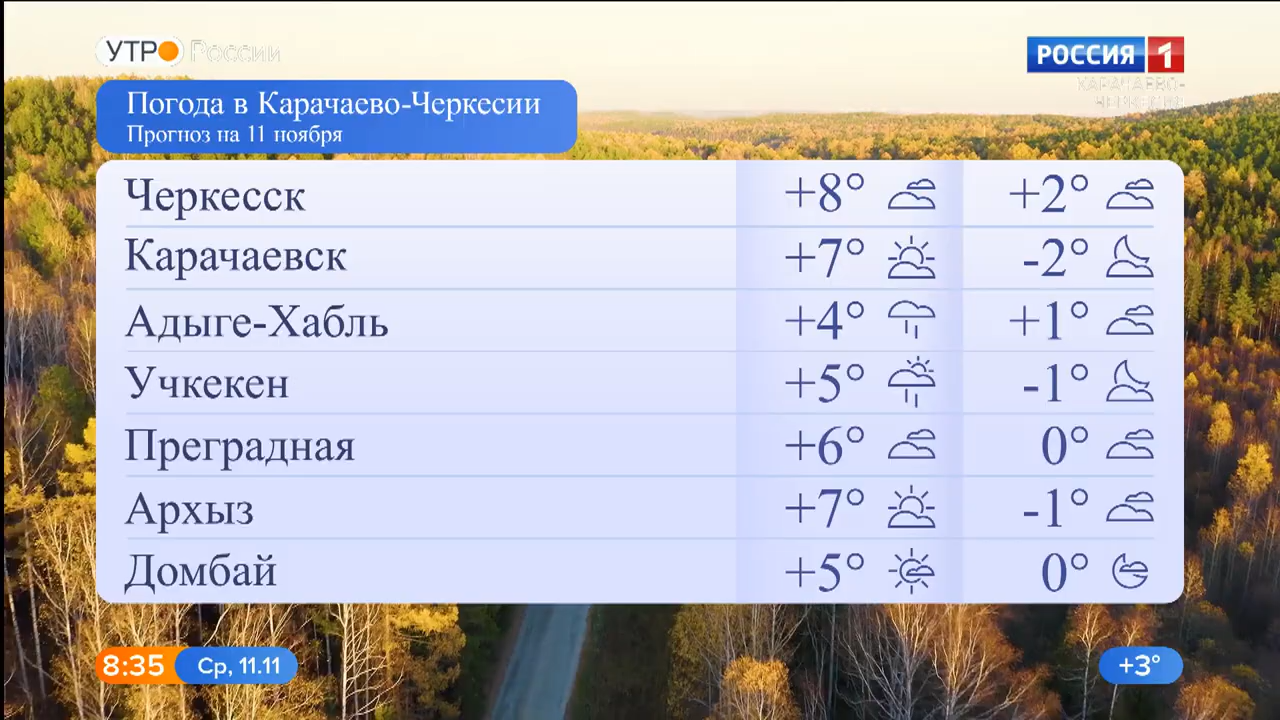 УТРО России
РОССИЯ 1
КАРАЧАЕВО-
ЧЕРКЕСИЯ
Погода в Карачаево-Черкесии
Прогноз на 11 ноября
Черкесск +8° +2°
Карачаевск +7° -2°
Адыге-Хабль +4° +1°
Учкекен +5° -1°
Преградная +6° 0°
Архыз +7° -1°
Домбай +5° 0°
8:35 Ср, 11.11 +3°